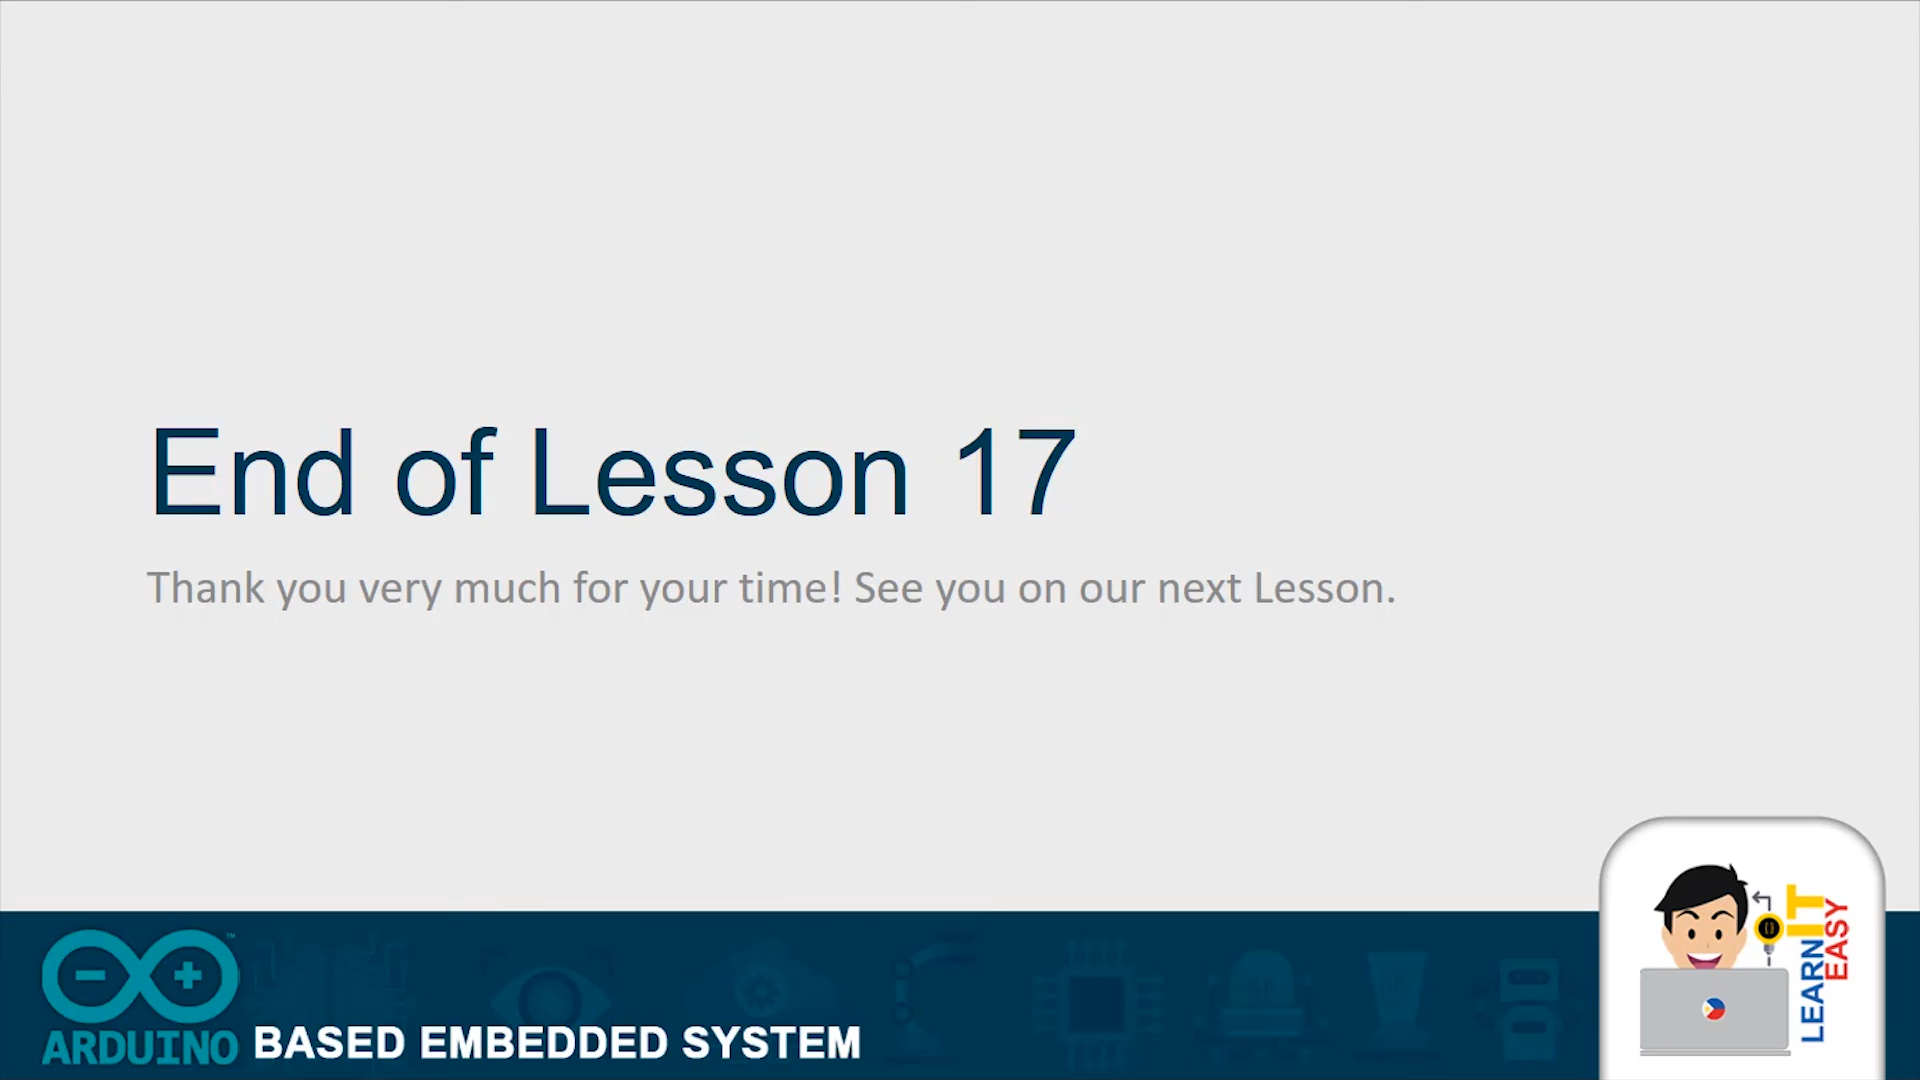 End of Lesson 17
Thank you very much for your time! See you on our next Lesson.
ARDUINO™ BASED EMBEDDED SYSTEM
LEARN IT
EASY